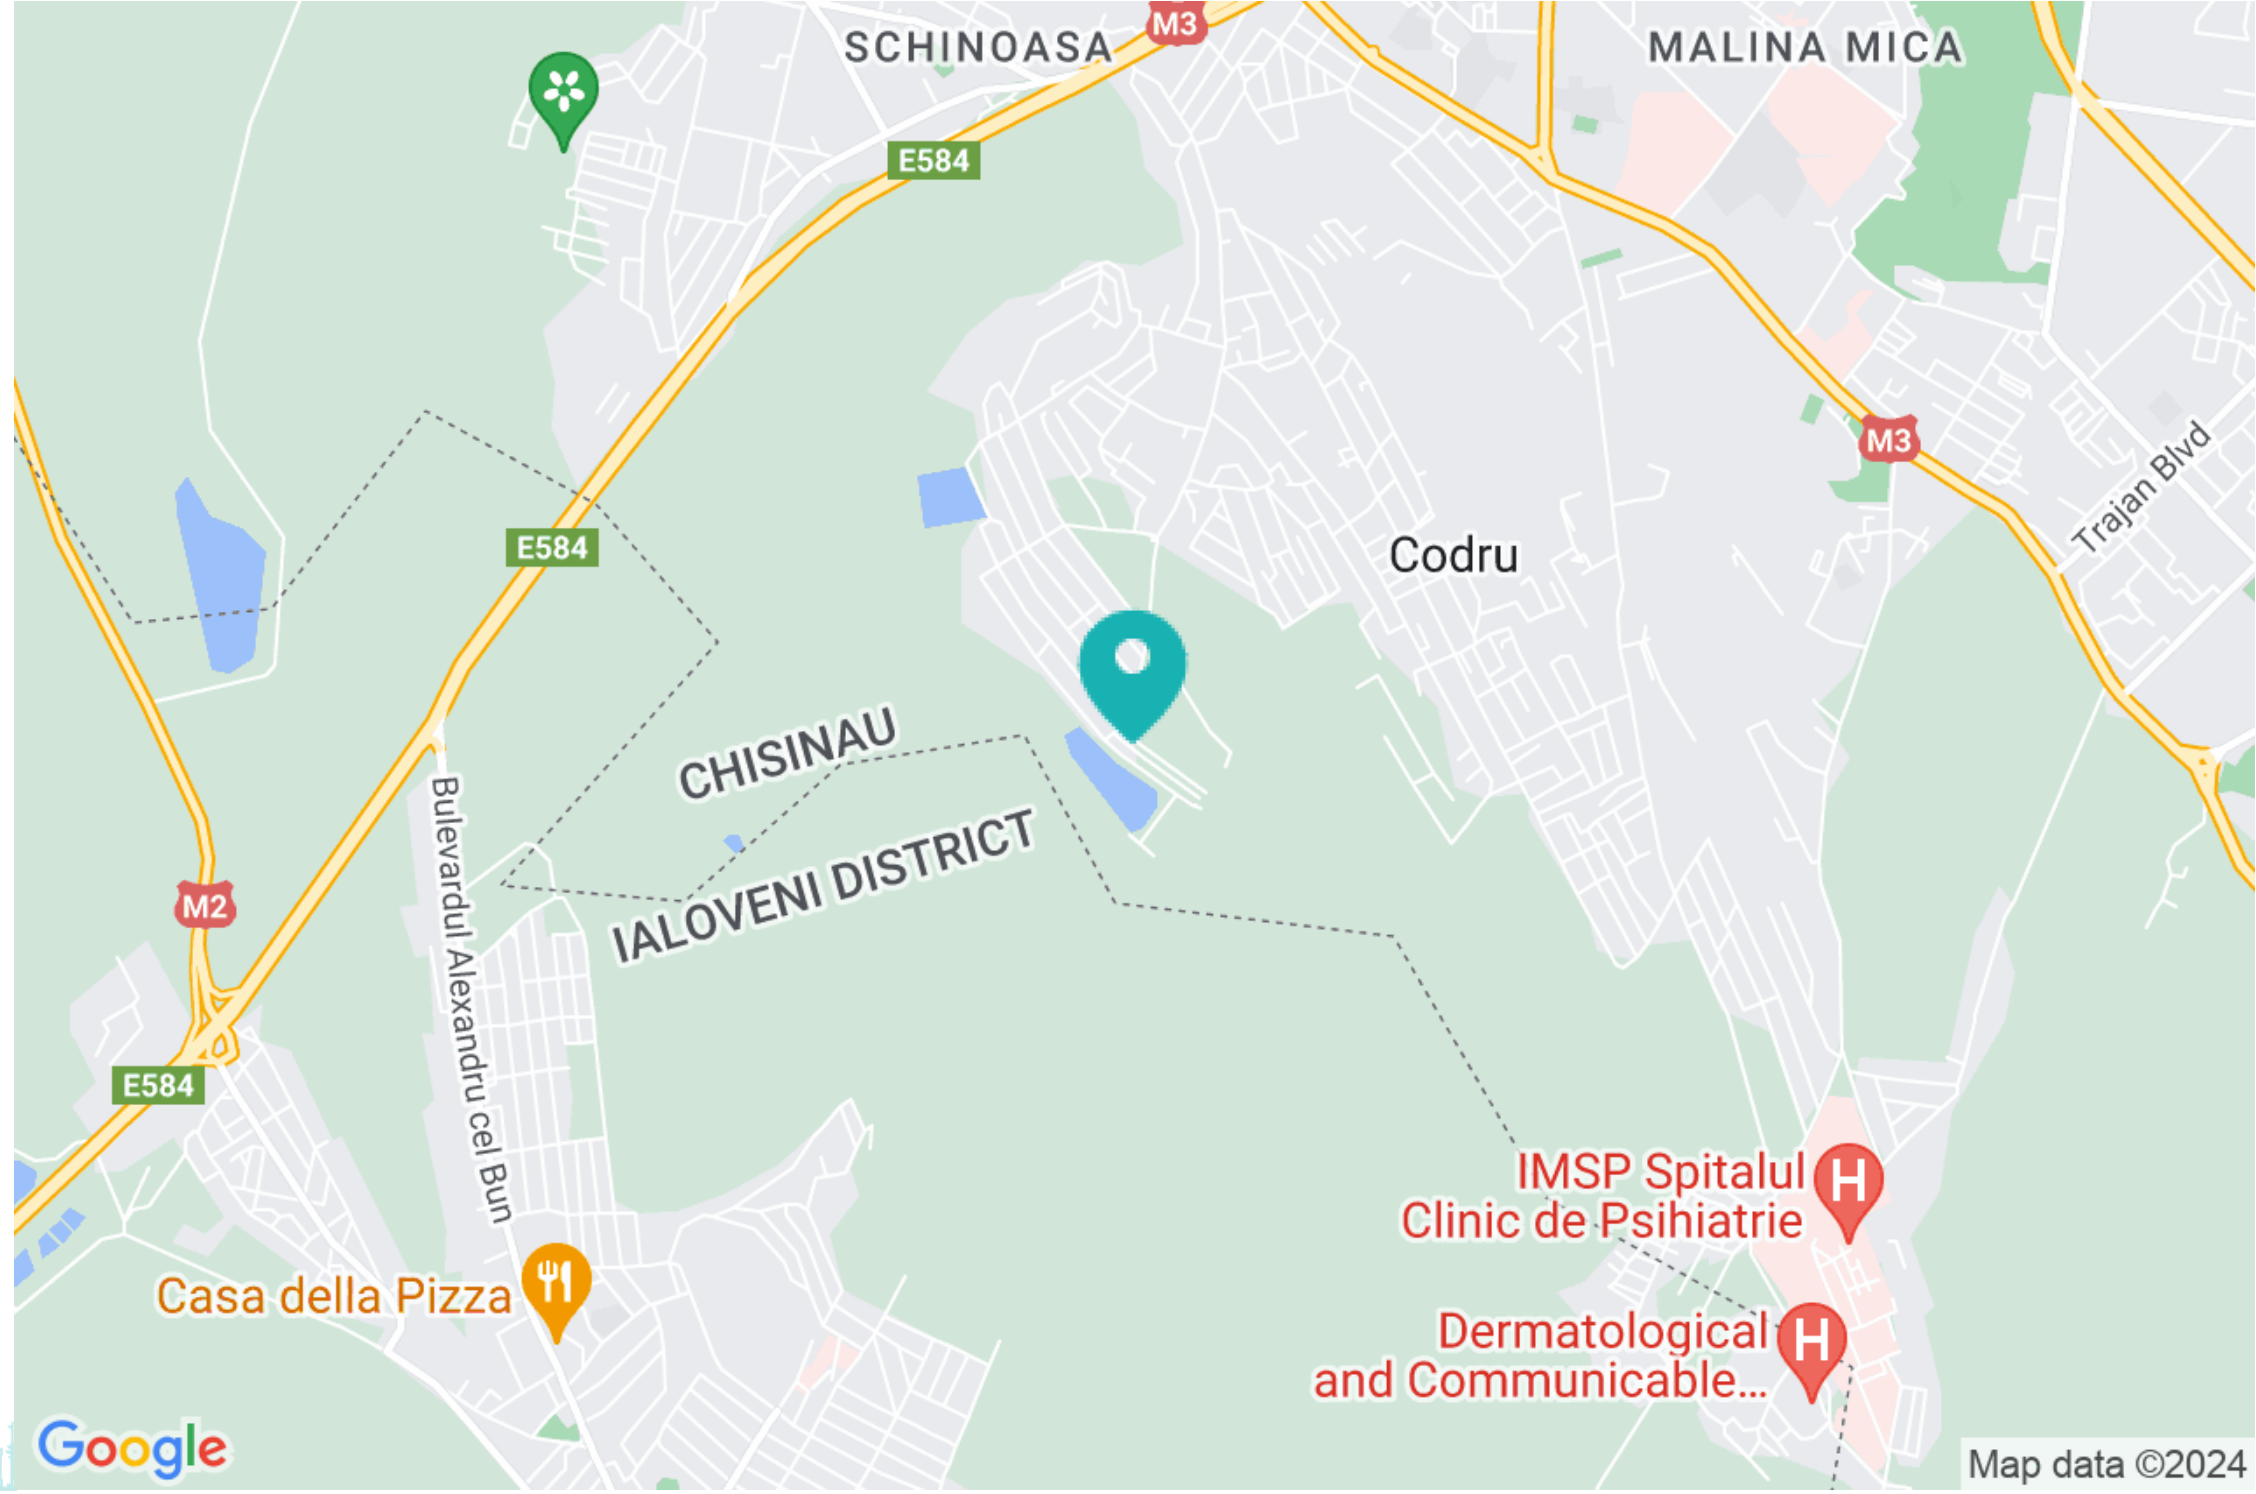 M3
SCHINOASA
MALINA MICA
E584
M3
Trajan Blvd
E584
Codru
CHISINAU
IALOVENI DISTRICT
Bulevardul Alexandru cel Bun
M2
E584
IMSP Spitalul
Clinic de Psihiatrie
H
Casa della Pizza
Dermatological
and Communicable...
H
Google
Map data ©2024